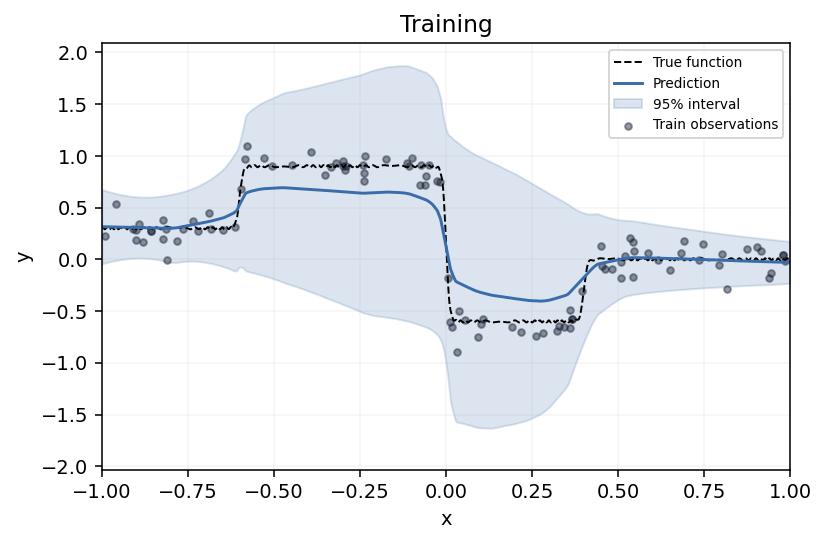 Training
2.0
1.5
1.0
0.5
0.0
−0.5
−1.0
−1.5
−2.0
y
True function
Prediction
95% interval
Train observations
−1.00 −0.75 −0.50 −0.25 0.00 0.25 0.50 0.75 1.00
x